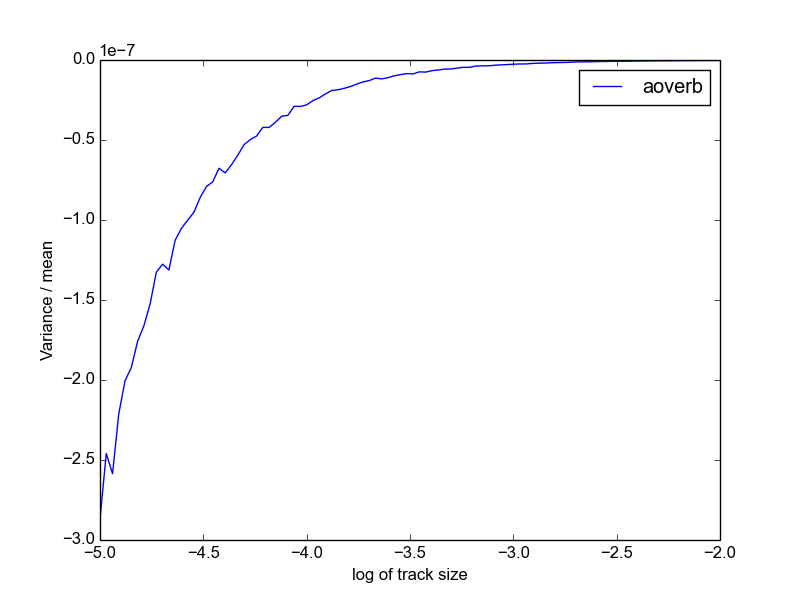 1e−7
0.0
−0.5
−1.0
−1.5
−2.0
−2.5
−3.0
Variance / mean
aoverb
−5.0 −4.5 −4.0 −3.5 −3.0 −2.5 −2.0
log of track size